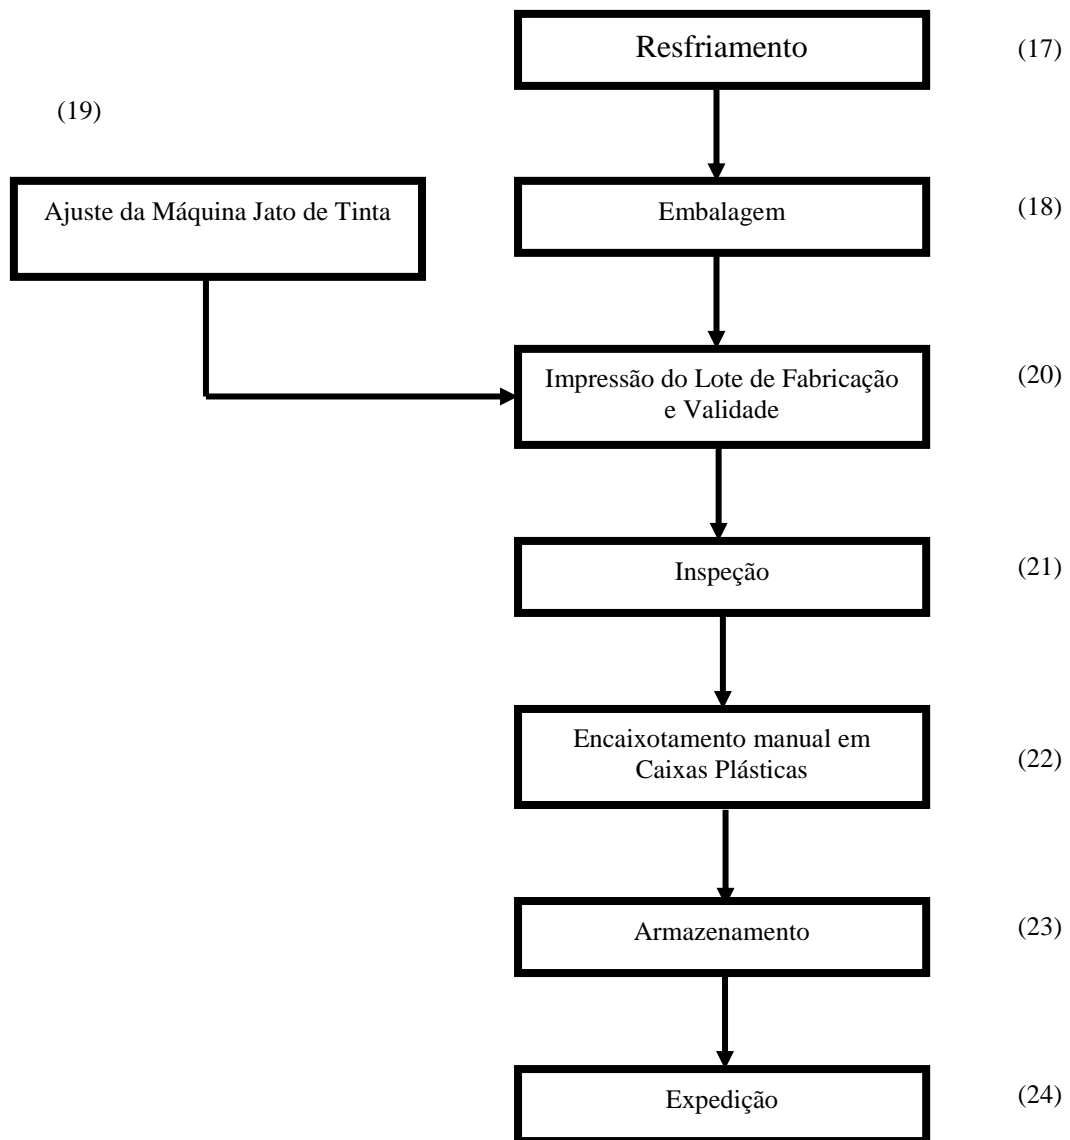 Resfriamento
(17)
(19)
Ajuste da Máquina Jato de Tinta
Embalagem
(18)
Impressão do Lote de Fabricação
e Validade
(20)
Inspeção
(21)
Encaixotamento manual em
Caixas Plásticas
(22)
Armazenamento
(23)
Expedição
(24)